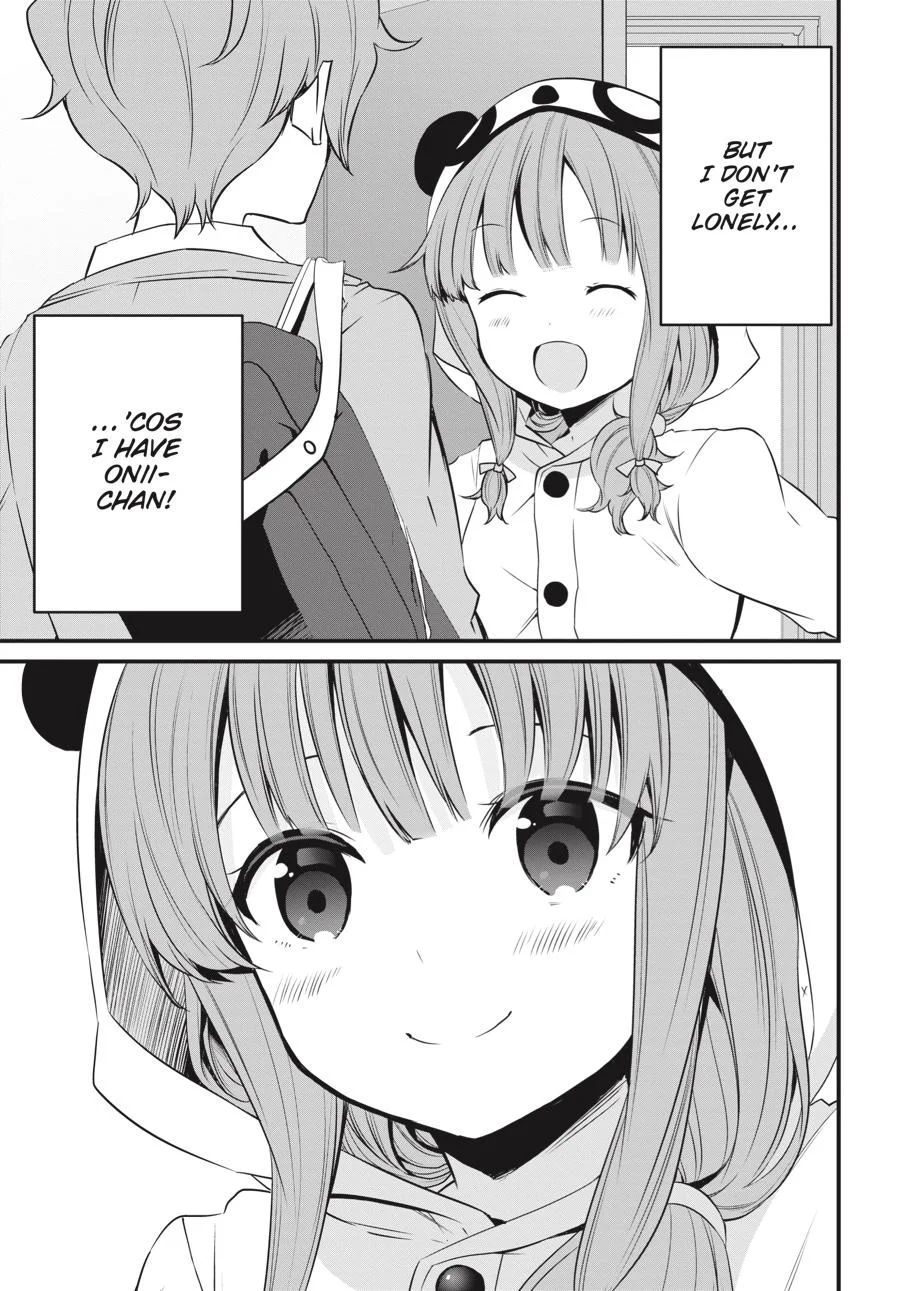 BUT
I DON'T
GET
LONELY...
...'COS
I HAVE
ONII-
CHAN!